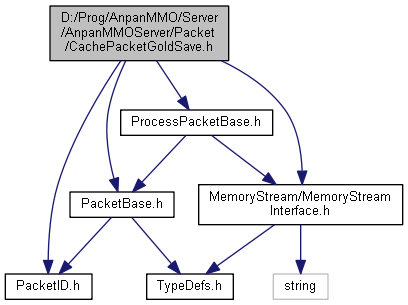 D:/Prog/AnpanMMO/Server
/AnpanMMOServer/Packet
/CachePacketGoldSave.h
ProcessPacketBase.h
PacketBase.h
MemoryStream/MemoryStream
Interface.h
PacketID.h
TypeDefs.h
string